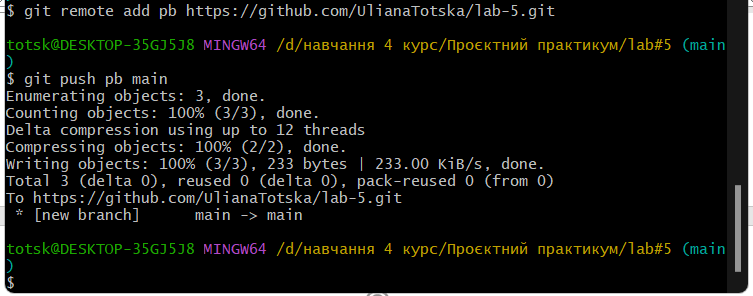 $ git remote add pb https://github.com/UlianaTotska/lab-5.git
totsk@DESKTOP-35GJ5J8 MINGW64 /d/навчання 4 курс/Проєктний практикум/lab#5 (main
)
$ git push pb main
Enumerating objects: 3, done.
Counting objects: 100% (3/3), done.
Delta compression using up to 12 threads
Compressing objects: 100% (2/2), done.
Writing objects: 100% (3/3), 233 bytes | 233.00 KiB/s, done.
Total 3 (delta 0), reused 0 (delta 0), pack-reused 0 (from 0)
To https://github.com/UlianaTotska/lab-5.git
 * [new branch]      main -> main
totsk@DESKTOP-35GJ5J8 MINGW64 /d/навчання 4 курс/Проєктний практикум/lab#5 (main
)
$